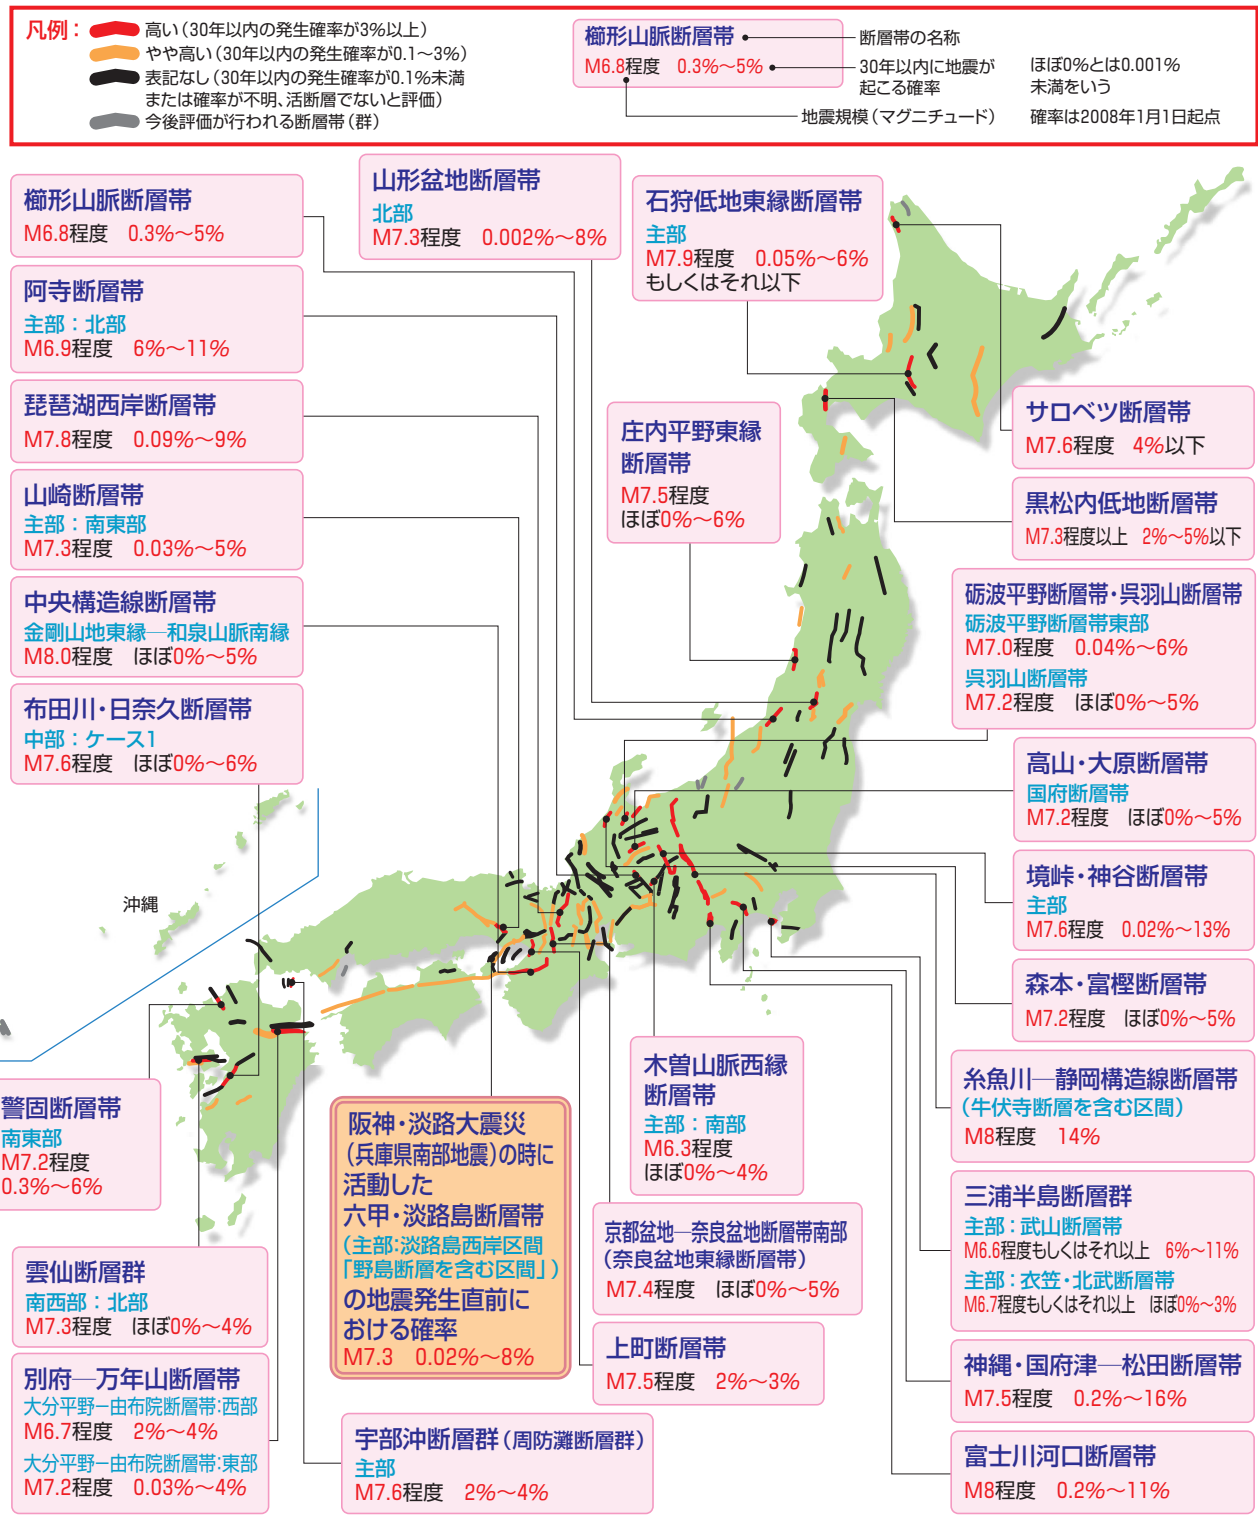 凡例：
高い（30年以内の発生確率が3%以上）
やや高い（30年以内の発生確率が0.1～3%）
表記なし（30年以内の発生確率が0.1%未満
または確率が不明、活断層でないと評価）
今後評価が行われる断層帯（群）
櫛形山脈断層帯
M6.8程度 0.3%～5%
断層帯の名称
30年以内に地震が
起こる確率
地震規模（マグニチュード）
ほぼ0%とは0.001%
未満をいう
確率は2008年1月1日起点
櫛形山脈断層帯
M6.8程度 0.3%～5%
山形盆地断層帯
北部
M7.3程度 0.002%～8%
石狩低地東縁断層帯
主部
M7.9程度 0.05%～6%
もしくはそれ以下
阿寺断層帯
主部：北部
M6.9程度 6%～11%
琵琶湖西岸断層帯
M7.8程度 0.09%～9%
山崎断層帯
主部：南東部
M7.3程度 0.03%～5%
中央構造線断層帯
金剛山地東縁―和泉山脈南縁
M8.0程度 ほぼ0%～5%
布田川・日奈久断層帯
中部：ケース1
M7.6程度 ほぼ0%～6%
庄内平野東縁
断層帯
M7.5程度
ほぼ0%～6%
サロベツ断層帯
M7.6程度 4%以下
黒松内低地断層帯
M7.3程度以上 2%～5%以下
砺波平野断層帯・呉羽山断層帯
砺波平野断層帯東部
M7.0程度 0.04%～6%
呉羽山断層帯
M7.2程度 ほぼ0%～5%
高山・大原断層帯
国府断層帯
M7.2程度 ほぼ0%～5%
境峠・神谷断層帯
主部
M7.6程度 0.02%～13%
森本・富樫断層帯
M7.2程度 ほぼ0%～5%
糸魚川―静岡構造線断層帯
（牛伏寺断層を含む区間）
M8程度 14%
三浦半島断層群
主部：武山断層帯
M6.6程度もしくはそれ以上 6%～11%
主部：衣笠・北武断層帯
M6.7程度もしくはそれ以上 ほぼ0%～3%
神縄・国府津―松田断層帯
M7.5程度 0.2%～16%
富士川河口断層帯
M8程度 0.2%～11%
沖縄
警固断層帯
南東部
M7.2程度
0.3%～6%
雲仙断層群
南西部：北部
M7.3程度 ほぼ0%～4%
別府―万年山断層帯
大分平野－由布院断層帯:西部
M6.7程度 2%～4%
大分平野－由布院断層帯:東部
M7.2程度 0.03%～4%
阪神・淡路大震災
（兵庫県南部地震）の時に
活動した
六甲・淡路島断層帯
（主部:淡路島西岸区間
「野島断層を含む区間」）
の地震発生直前に
おける確率
M7.3 0.02%～8%
宇部沖断層群（周防灘断層群）
主部
M7.6程度 2%～4%
木曽山脈西縁
断層帯
主部：南部
M6.3程度
ほぼ0%～4%
京都盆地―奈良盆地断層帯南部
（奈良盆地東縁断層帯）
M7.4程度 ほぼ0%～5%
上町断層帯
M7.5程度 2%～3%